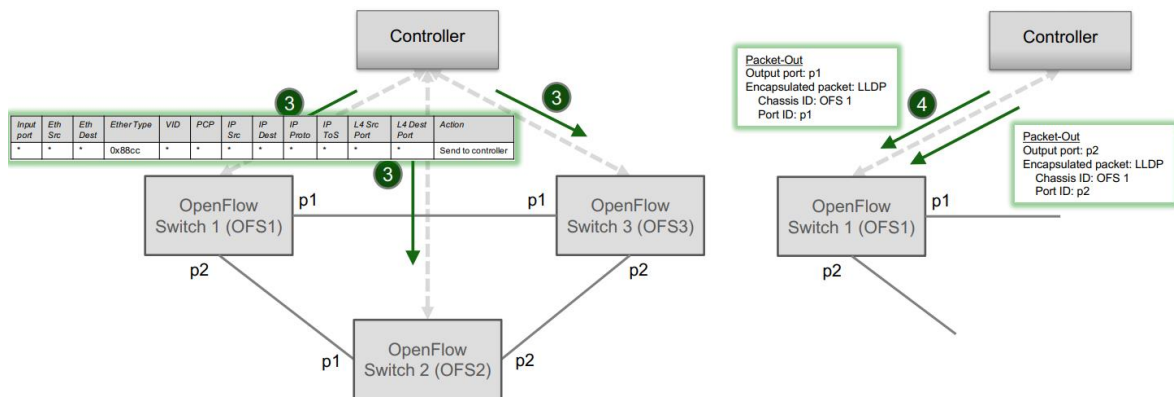 Controller
3
3
Input port Eth Src Eth Dest Ether Type VID PCP IP Src IP Dest IP Proto IP ToS L4 Src Port L4 Dest Port Action
* * * 0x88cc * * * * * * * * Send to controller
3
OpenFlow
Switch 1 (OFS1)
p1
p1
OpenFlow
Switch 3 (OFS3)
p2
p2
p1
OpenFlow
Switch 2 (OFS2)
p2
Controller
Packet-Out
Output port: p1
Encapsulated packet: LLDP
Chassis ID: OFS 1
Port ID: p1
4
Packet-Out
Output port: p2
Encapsulated packet: LLDP
Chassis ID: OFS 1
Port ID: p2
OpenFlow
Switch 1 (OFS1)
p1
p2